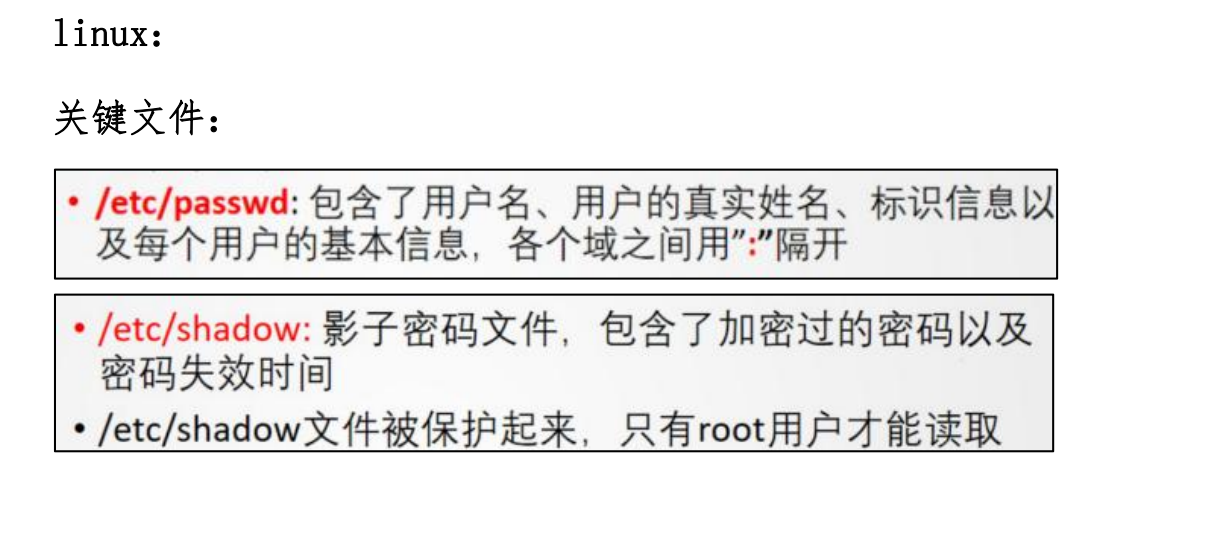 linux：
关键文件：
• /etc/passwd: 包含了用户名、用户的真实姓名、标识信息以
及每个用户的基本信息，各个域之间用”:”隔开
• /etc/shadow: 影子密码文件，包含了加密过的密码以及
密码失效时间
• /etc/shadow文件被保护起来，只有root用户才能读取